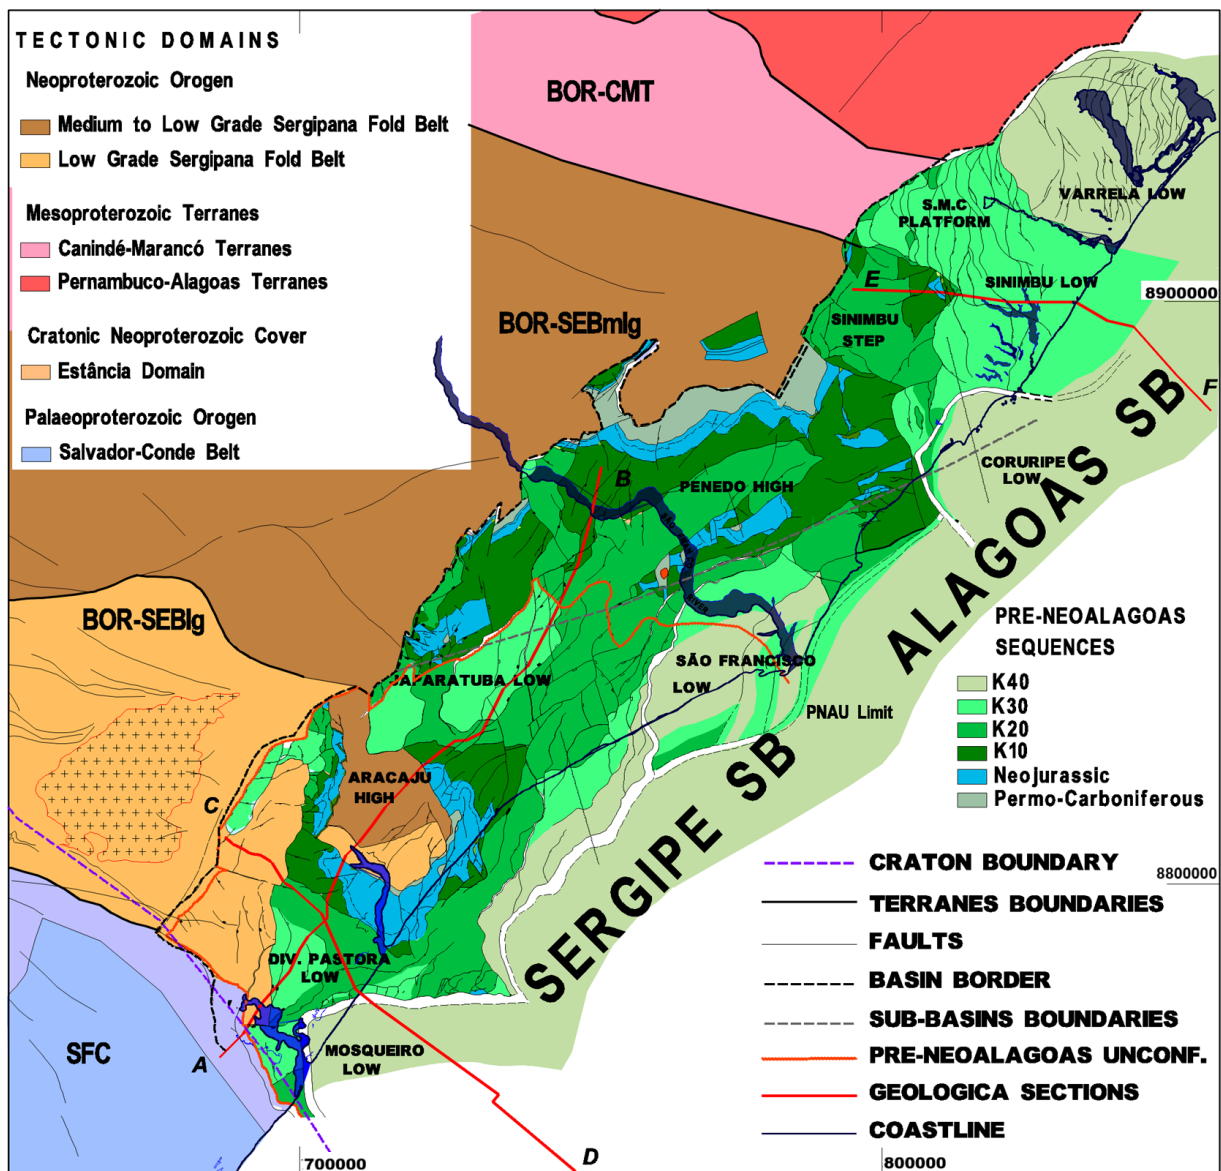 TECTONIC DOMAINS
Neoproterozoic Orogen
Medium to Low Grade Sergipana Fold Belt
Low Grade Sergipana Fold Belt
Mesoproterozoic Terranes
Canindé-Marancó Terranes
Pernambuco-Alagoas Terranes
Cratonic Neoproterozoic Cover
Estância Domain
Palaeoproterozoic Orogen
Salvador-Conde Belt
BOR-CMT
VARRELA LOW
S.M.C
PLATFORM
E
SINIMBU LOW
8900000
BOR-SEBmlg
SINIMBU
STEP
F
CORURIPE
LOW
B
PENEDO HIGH
SÃO FRANCISCO
RIVER
ALAGOAS SB
BOR-SEBlg
PRE-NEOALAGOAS
SEQUENCES
K40
K30
K20
K10
Neojurassic
Permo-Carboniferous
SÃO FRANCISCO
LOW
JAPARATUBA LOW
PNAU Limit
ARACAJU
HIGH
C
SERGIPE SB
CRATON BOUNDARY
8800000
TERRANES BOUNDARIES
FAULTS
BASIN BORDER
SUB-BASINS BOUNDARIES
PRE-NEOALAGOAS UNCONF.
GEOLOGICA SECTIONS
COASTLINE
DIV. PASTORA
LOW
SFC
A
MOSQUEIRO
LOW
D
700000
800000